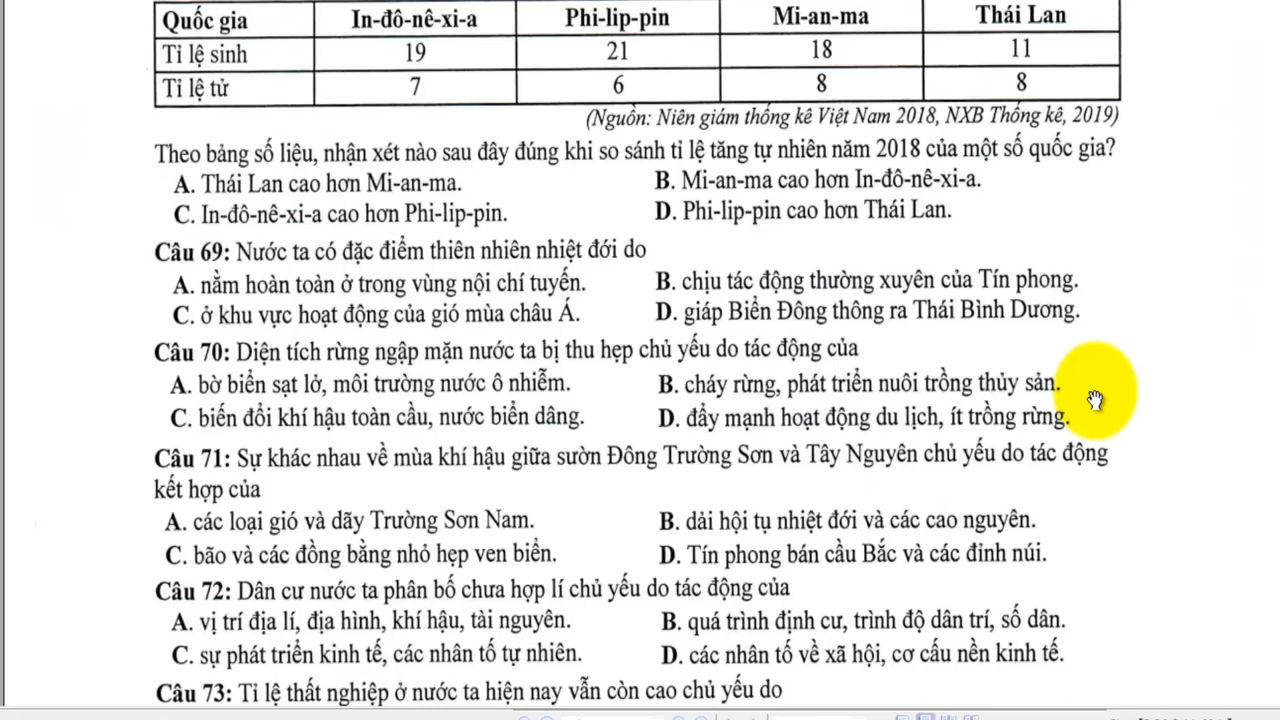 Quốc gia In-đô-nê-xi-a Phi-lip-pin Mi-an-ma Thái Lan
Tỉ lệ sinh 19 21 18 11
Tỉ lệ tử 7 6 8 8
(Nguồn: Niên giám thống kê Việt Nam 2018, NXB Thống kê, 2019)
Theo bảng số liệu, nhận xét nào sau đây đúng khi so sánh tỉ lệ tăng tự nhiên năm 2018 của một số quốc gia?
A. Thái Lan cao hơn Mi-an-ma. B. Mi-an-ma cao hơn In-đô-nê-xi-a.
C. In-đô-nê-xi-a cao hơn Phi-lip-pin. D. Phi-lip-pin cao hơn Thái Lan.
Câu 69: Nước ta có đặc điểm thiên nhiên nhiệt đới do
A. nằm hoàn toàn ở trong vùng nội chí tuyến. B. chịu tác động thường xuyên của Tín phong.
C. ở khu vực hoạt động của gió mùa châu Á. D. giáp Biển Đông thông ra Thái Bình Dương.
Câu 70: Diện tích rừng ngập mặn nước ta bị thu hẹp chủ yếu do tác động của
A. bờ biển sạt lở, môi trường nước ô nhiễm. B. cháy rừng, phát triển nuôi trồng thủy sản.
C. biến đổi khí hậu toàn cầu, nước biển dâng. D. đẩy mạnh hoạt động du lịch, ít trồng rừng.
Câu 71: Sự khác nhau về mùa khí hậu giữa sườn Đông Trường Sơn và Tây Nguyên chủ yếu do tác động
kết hợp của
A. các loại gió và dãy Trường Sơn Nam. B. dải hội tụ nhiệt đới và các cao nguyên.
C. bão và các đồng bằng nhỏ hẹp ven biển. D. Tín phong bán cầu Bắc và các đỉnh núi.
Câu 72: Dân cư nước ta phân bố chưa hợp lí chủ yếu do tác động của
A. vị trí địa lí, địa hình, khí hậu, tài nguyên. B. quá trình định cư, trình độ dân trí, số dân.
C. sự phát triển kinh tế, các nhân tố tự nhiên. D. các nhân tố về xã hội, cơ cấu nền kinh tế.
Câu 73: Tỉ lệ thất nghiệp ở nước ta hiện nay vẫn còn cao chủ yếu do